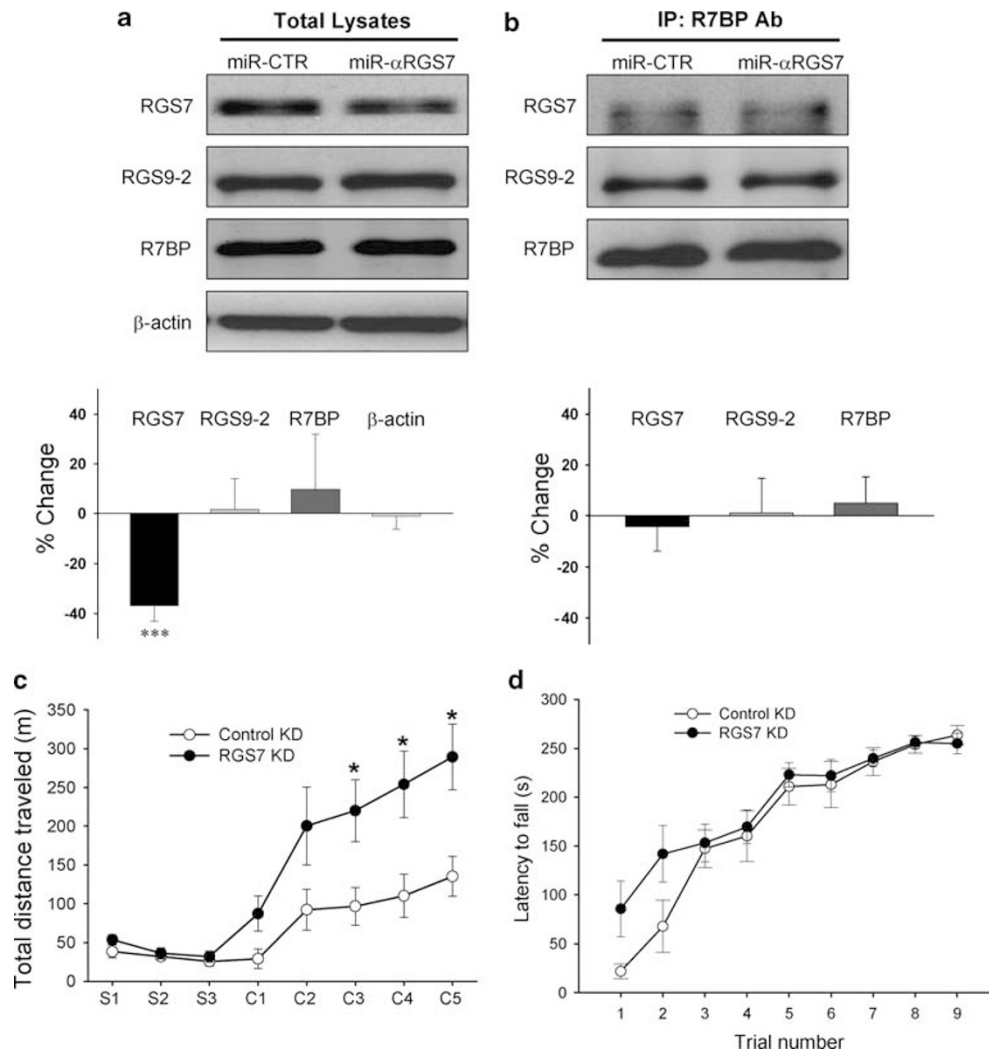 a
Total Lysates
miR-CTR miR-αRGS7
RGS7
RGS9-2
R7BP
β-actin
b
IP: R7BP Ab
miR-CTR miR-αRGS7
RGS7
RGS9-2
R7BP
% Change
40
20
0
-20
-40
RGS7 RGS9-2 R7BP β-actin
***
% Change
40
20
0
-20
-40
RGS7 RGS9-2 R7BP
c
Total distance traveled (m)
350
300
250
200
150
100
50
0
Control KD
RGS7 KD
* * *
S1 S2 S3 C1 C2 C3 C4 C5
d
Latency to fall (s)
300
250
200
150
100
50
0
Control KD
RGS7 KD
1 2 3 4 5 6 7 8 9
Trial number